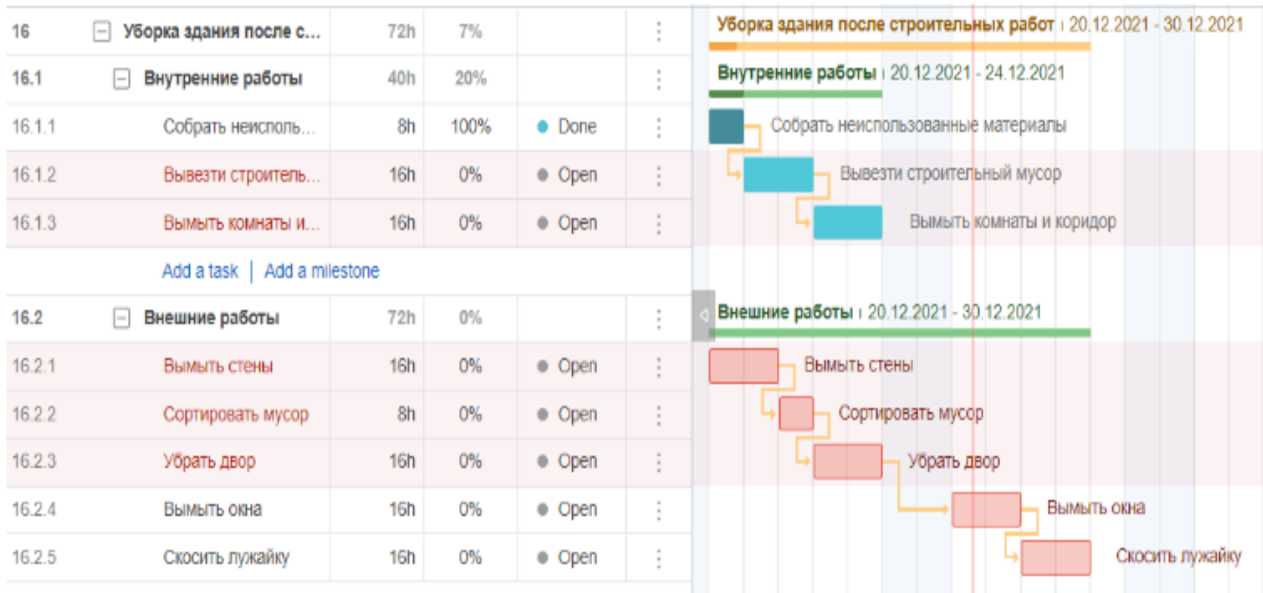 16 Уборка здания после с... 72h 7% Уборка здания после строительных работ 20.12.2021 - 30.12.2021
16.1 Внутренние работы 40h 20% Внутренние работы 20.12.2021 - 24.12.2021
16.1.1 Собрать неисполь... 8h 100% Done Собрать неиспользованные материалы
16.1.2 Вывезти строитель... 16h 0% Open Вывезти строительный мусор
16.1.3 Вымыть комнаты и... 16h 0% Open Вымыть комнаты и коридор
Add a task | Add a milestone
16.2 Внешние работы 72h 0% Внешние работы 20.12.2021 - 30.12.2021
16.2.1 Вымыть стены 16h 0% Open Вымыть стены
16.2.2 Сортировать мусор 8h 0% Open Сортировать мусор
16.2.3 Убрать двор 16h 0% Open Убрать двор
16.2.4 Вымыть окна 16h 0% Open Вымыть окна
16.2.5 Скосить лужайку 16h 0% Open Скосить лужайку